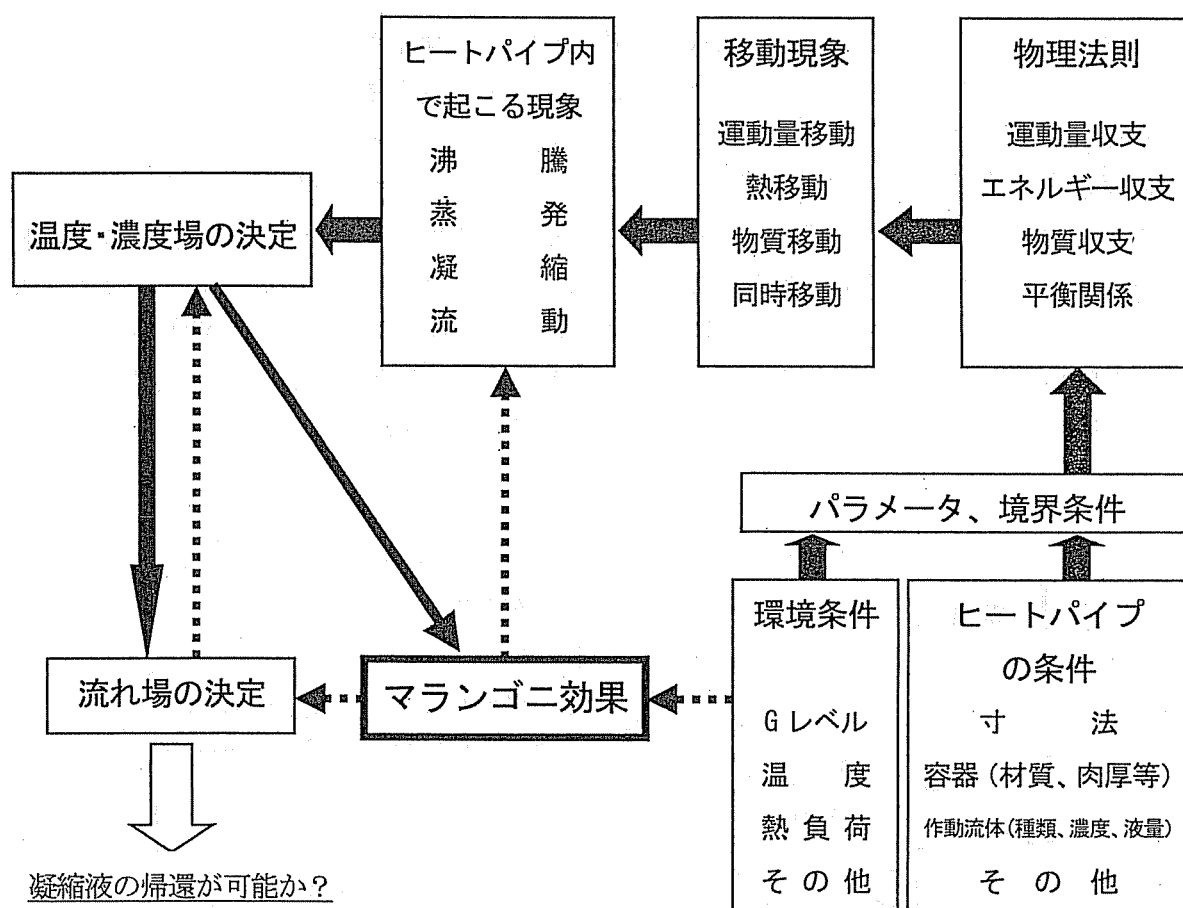 ヒートパイプ内
で起こる現象
沸騰
蒸発
凝縮
流動
移動現象
運動量移動
熱移動
物質移動
同時移動
物理法則
運動量収支
エネルギー収支
物質収支
平衡関係
温度・濃度場の決定
パラメータ、境界条件
流れ場の決定
マランゴニ効果
環境条件
Gレベル
温度
熱負荷
その他
ヒートパイプ
の条件
寸法
容器(材質、肉厚等)
作動流体(種類、濃度、液量)
その他
凝縮液の帰還が可能か?